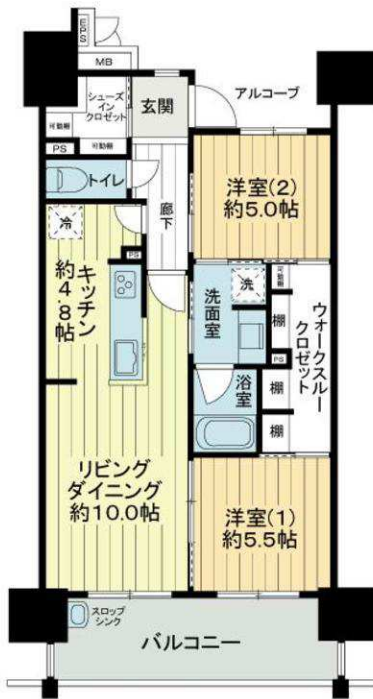 EPS
MB
シューズ
イン
クロゼット
可動棚
可動棚
PS
玄関
アルコーブ
トイレ
廊下
洋室(2)
約5.0帖
冷
キッチン
約4.8帖
PS
洗面室
洗
可動棚
棚
PS
棚
棚
ウォークスルー
クロゼット
浴室
リビング
ダイニング
約10.0帖
洋室(1)
約5.5帖
スロップ
シンク
バルコニー